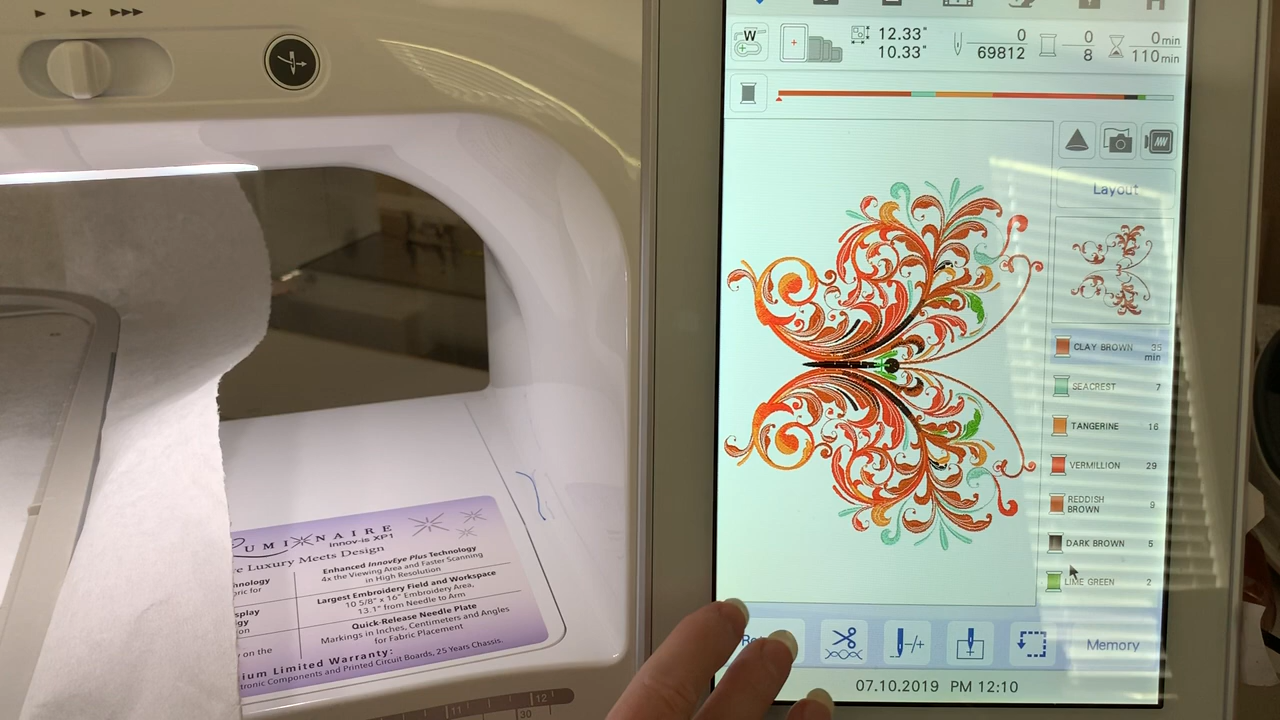 W
12.33"
10.33"
0
69812
0
8
0min
110min
Layout
CLAY BROWN 35
min
SEACREST 7
TANGERINE 16
VERMILLION 29
REDDISH
BROWN 9
DARK BROWN 5
LIME GREEN 2
Memory
07.10.2019 PM 12:10
UMINAIRE
Innov-is XP1
Luxury Meets Design
Enhanced InnovEye Plus Technology
4x the Viewing Area and Faster Scanning
in High Resolution
Largest Embroidery Field and Workspace
10 5/8" x 16" Embroidery Area,
13.1" from Needle to Arm
Quick-Release Needle Plate
Markings in Inches, Centimeters and Angles
for Fabric Placement
ium Limited Warranty:
tronic Components and Printed Circuit Boards, 25 Years Chassis.
11 12
30